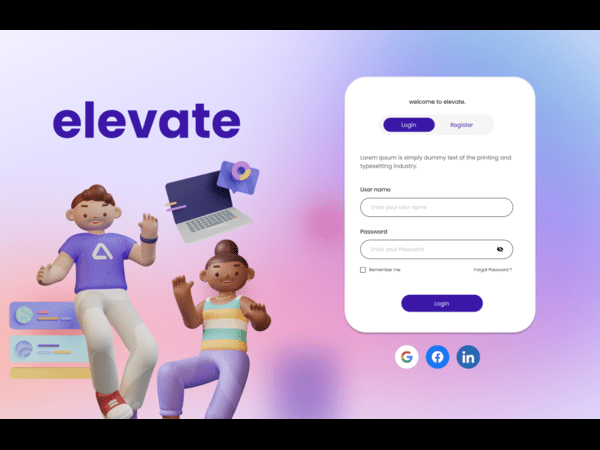 elevate
welcome to elevate.
Login
Register
Lorem Ipsum is simply dummy text of the printing and
typesetting industry.
User name
Enter your User name
Password
Enter your Password
Remember me
Forgot Password ?
Login
G
f
in